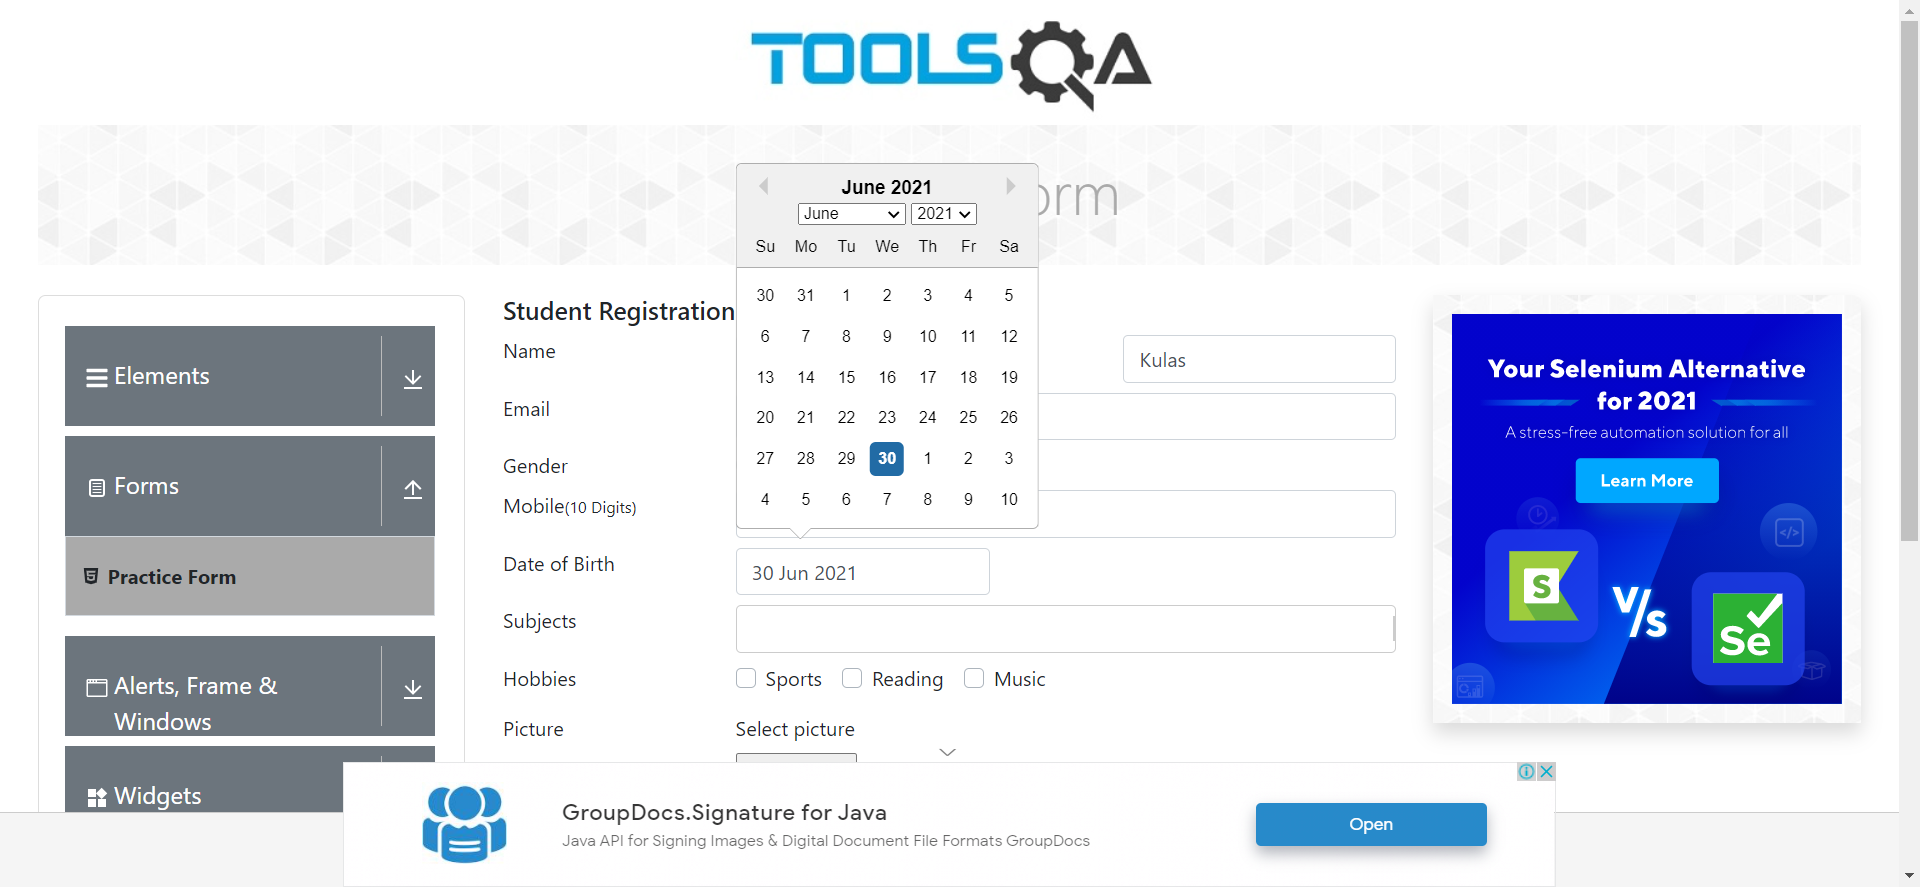 TOOLSQA
orm
June 2021
June 2021
Su Mo Tu We Th Fr Sa
30 31 1 2 3 4 5
6 7 8 9 10 11 12
13 14 15 16 17 18 19
20 21 22 23 24 25 26
27 28 29 30 1 2 3
4 5 6 7 8 9 10
Elements
Forms
Practice Form
Alerts, Frame &
Windows
Widgets
Student Registration
Name
Kulas
Email
Gender
Mobile(10 Digits)
Date of Birth
30 Jun 2021
Subjects
Hobbies
Sports
Reading
Music
Picture
Select picture
Your Selenium Alternative
for 2021
A stress-free automation solution for all
Learn More
S
V/s
Se
</>
GroupDocs.Signature for Java
Java API for Signing Images & Digital Document File Formats GroupDocs
Open